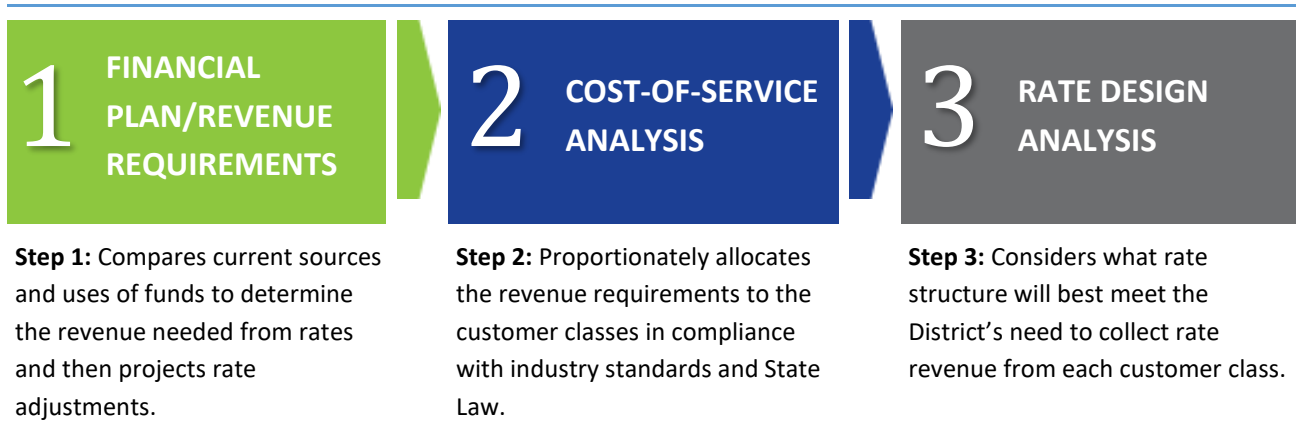 1
FINANCIAL
PLAN/REVENUE
REQUIREMENTS
2
COST-OF-SERVICE
ANALYSIS
3
RATE DESIGN
ANALYSIS
Step 1: Compares current sources
and uses of funds to determine
the revenue needed from rates
and then projects rate
adjustments.
Step 2: Proportionately allocates
the revenue requirements to the
customer classes in compliance
with industry standards and State
Law.
Step 3: Considers what rate
structure will best meet the
District’s need to collect rate
revenue from each customer class.